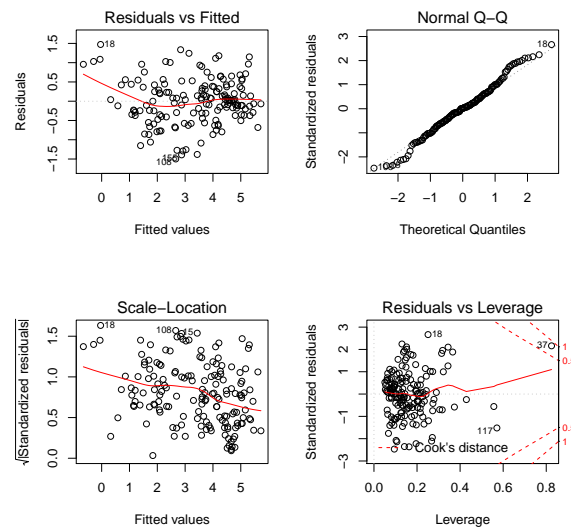 Residuals vs Fitted
Residuals
1.5
0.5
−0.5
−1.5
18
108
0 1 2 3 4 5
Fitted values
Normal Q−Q
Standardized residuals
3
2
1
0
−2
18
−2 −1 0 1 2
Theoretical Quantiles
Scale−Location
√|Standardized residuals|
1.5
1.0
0.5
0.0
18
108
15
0 1 2 3 4 5
Fitted values
Residuals vs Leverage
Standardized residuals
3
2
1
0
−1
−3
18
37
117
1
0.5
0.5
1
Cook's distance
0.0 0.2 0.4 0.6 0.8
Leverage